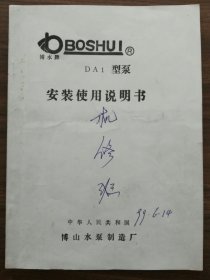 BOSHUI®
博水牌
DA1 型泵
安装使用说明书
机
修
班
中华人民共和国
99.6.14
博山水泵制造厂